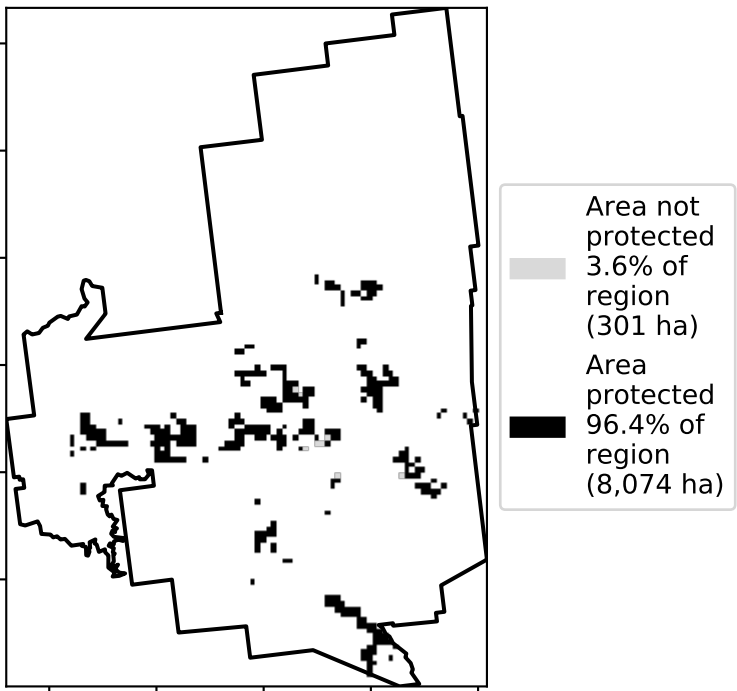 Area not
protected
3.6% of
region
(301 ha)
Area
protected
96.4% of
region
(8,074 ha)